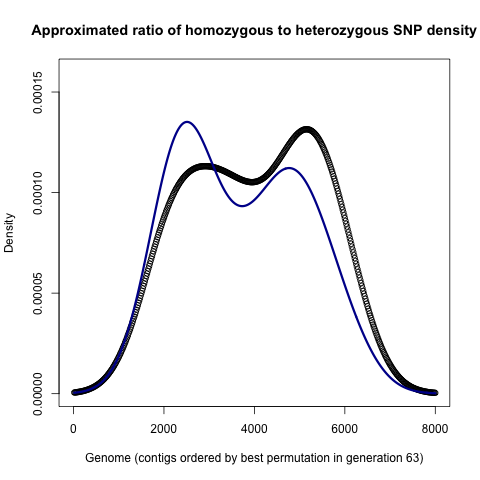 Approximated ratio of homozygous to heterozygous SNP density
0.00015
0.00010
0.00005
0.00000
Density
0 2000 4000 6000 8000
Genome (contigs ordered by best permutation in generation 63)